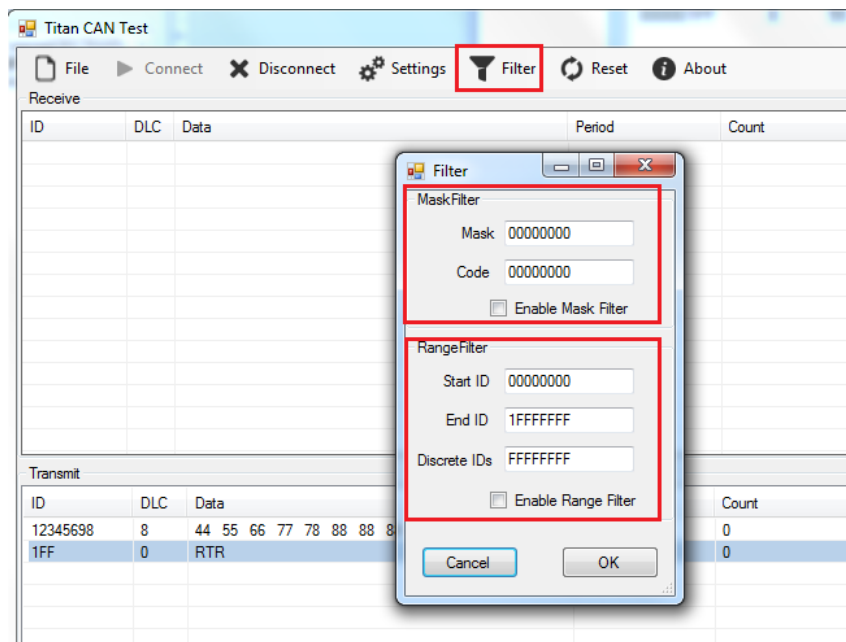 Titan CAN Test
File Connect Disconnect Settings Filter Reset About
Receive
ID DLC Data Period Count
Filter
MaskFilter
Mask 00000000
Code 00000000
Enable Mask Filter
RangeFilter
Start ID 00000000
End ID 1FFFFFFF
Discrete IDs FFFFFFFF
Enable Range Filter
Cancel OK
Transmit
ID DLC Data Count
12345698 8 44 55 66 77 78 88 88 0
1FF 0 RTR 0